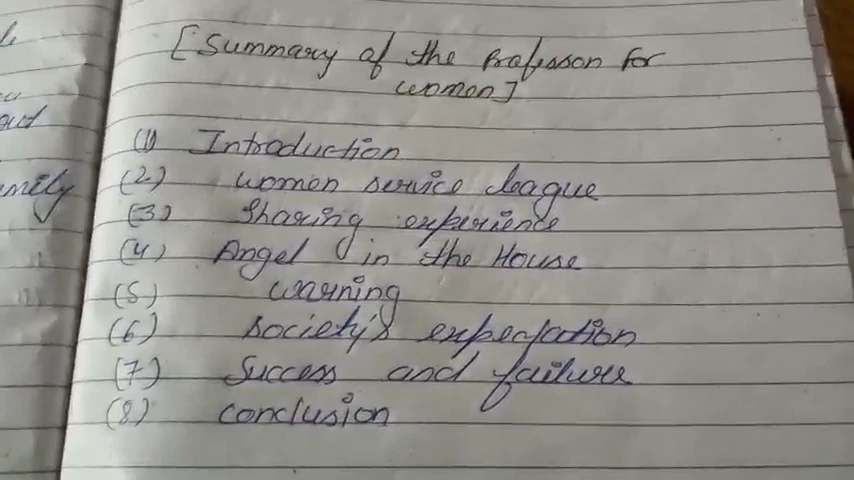 [Summary of the Profession For
women]
(1) Introduction
(2) women service league
(3) Sharing experience
(4) Angel in the House
(5) warning
(6) society's expectation
(7) Success and failure
(8) conclusion